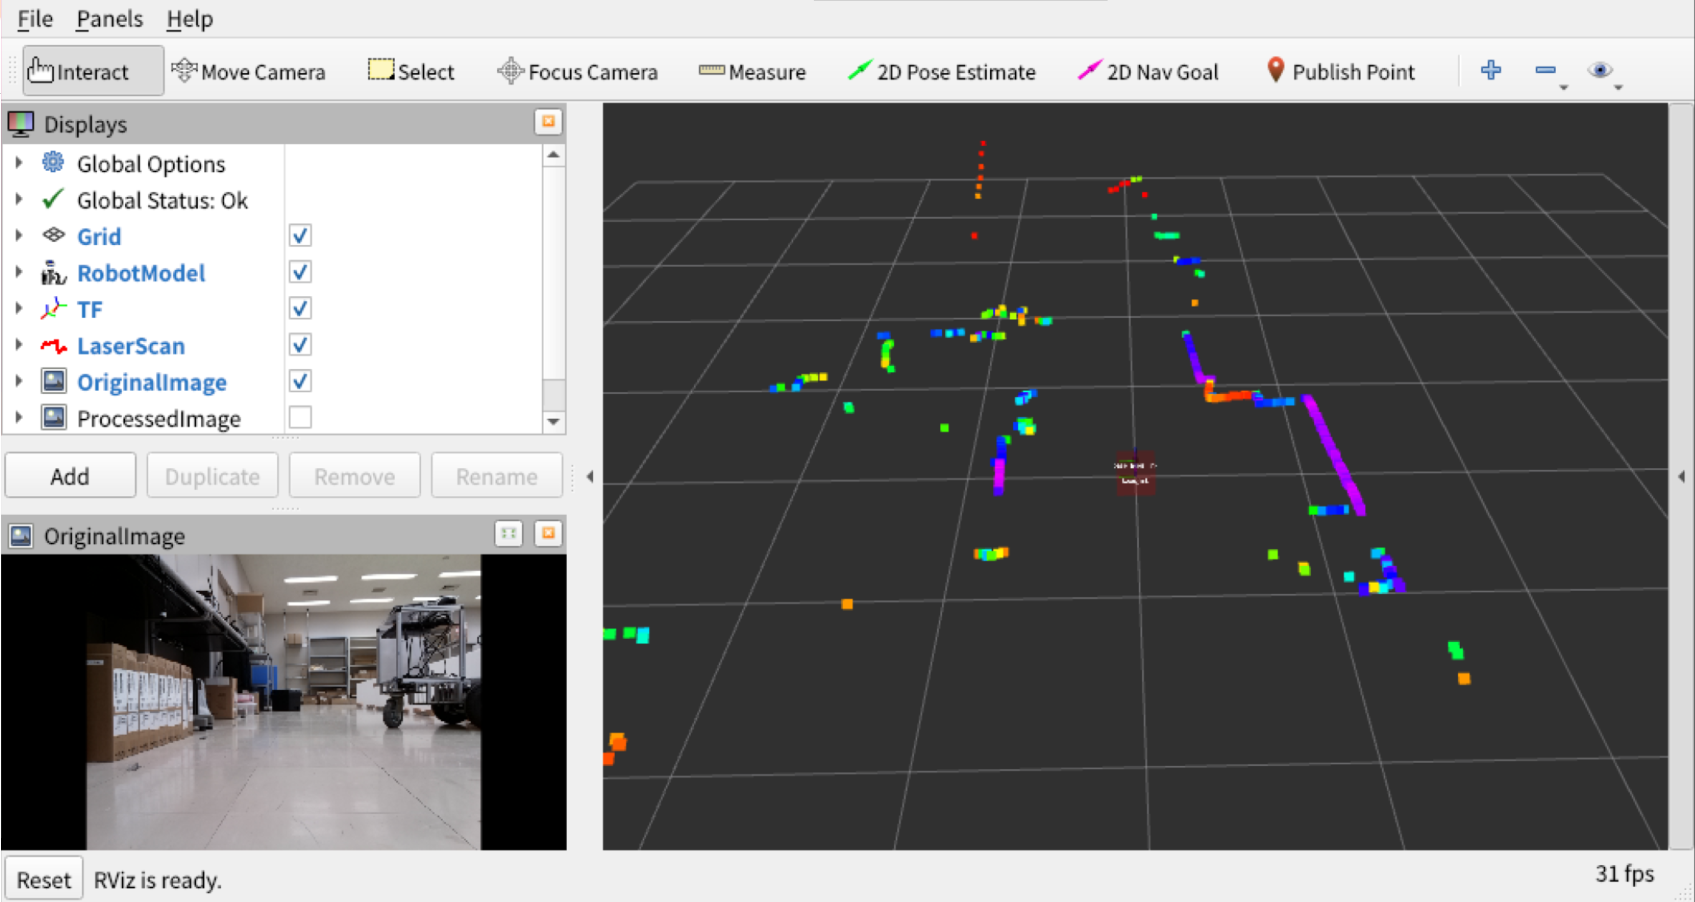 File Panels Help
Interact Move Camera Select Focus Camera Measure 2D Pose Estimate 2D Nav Goal Publish Point
Displays
Global Options
Global Status: Ok
Grid
RobotModel
TF
LaserScan
OriginalImage
ProcessedImage
Add Duplicate Remove Rename
OriginalImage
Reset RViz is ready.
31 fps